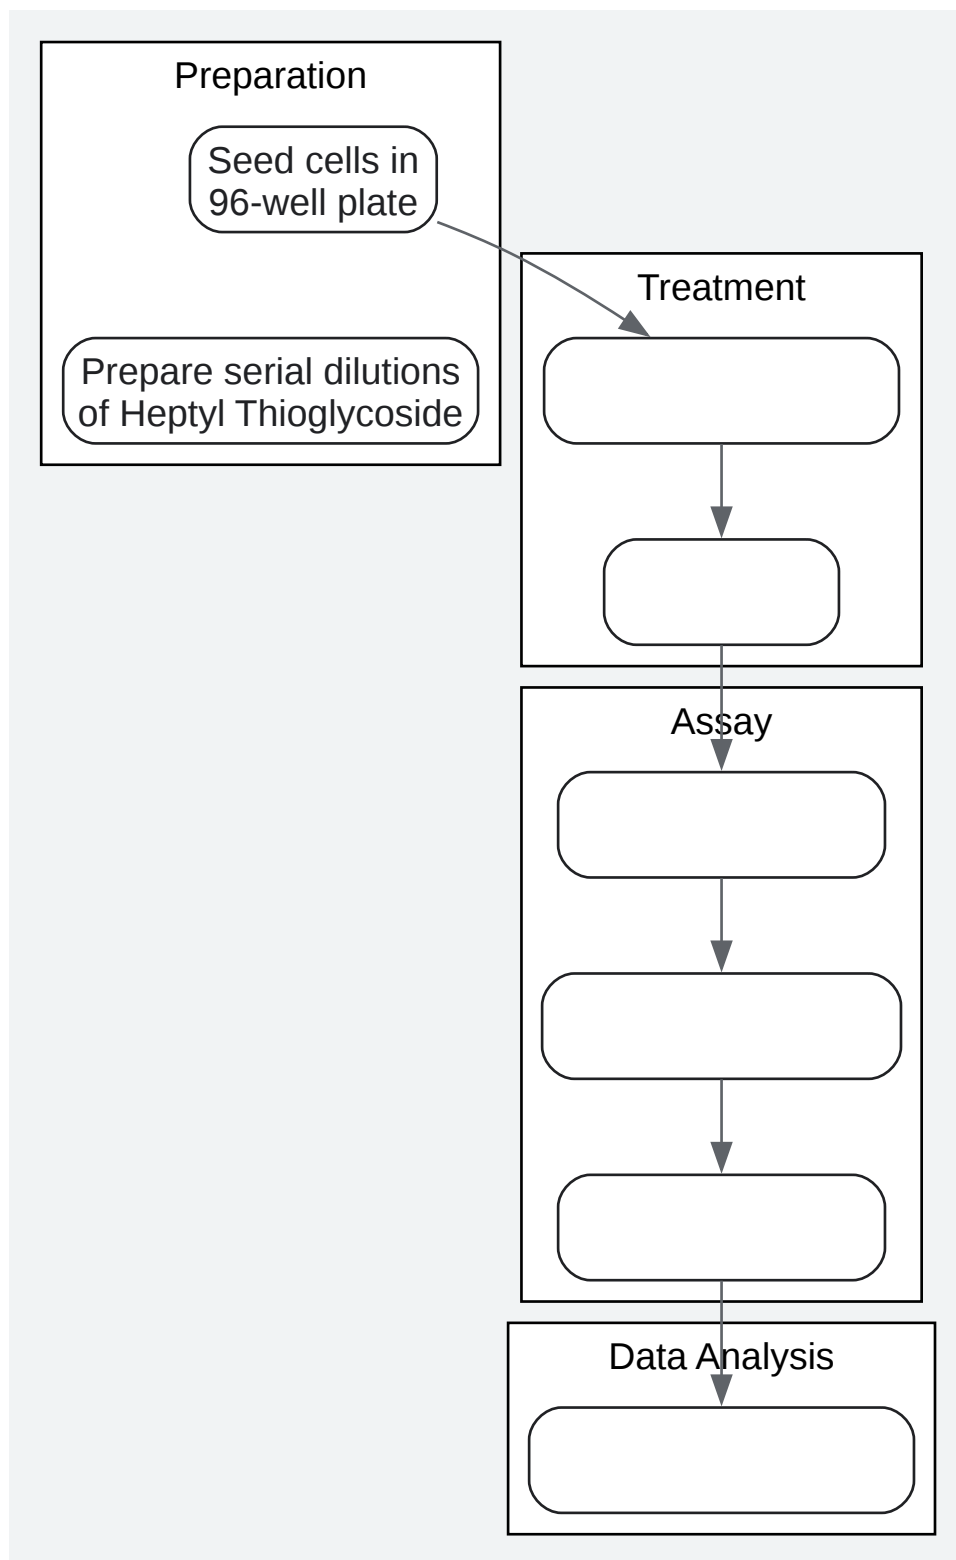 Preparation
Seed cells in
96-well plate
Prepare serial dilutions
of Heptyl Thioglycoside
Treatment
Assay
Data Analysis